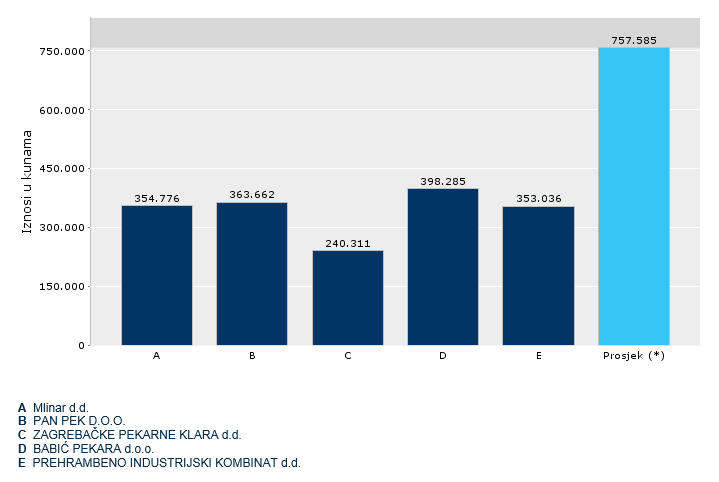 757.585
750.000
600.000
450.000
300.000
150.000
0
Iznosi u kunama
354.776
363.662
240.311
398.285
353.036
A B C D E Prosjek (*)
A Mlinar d.d.
B PAN PEK D.O.O.
C ZAGREBAČKE PEKARNE KLARA d.d.
D BABIĆ PEKARA d.o.o.
E PREHRAMBENO INDUSTRIJSKI KOMBINAT d.d.